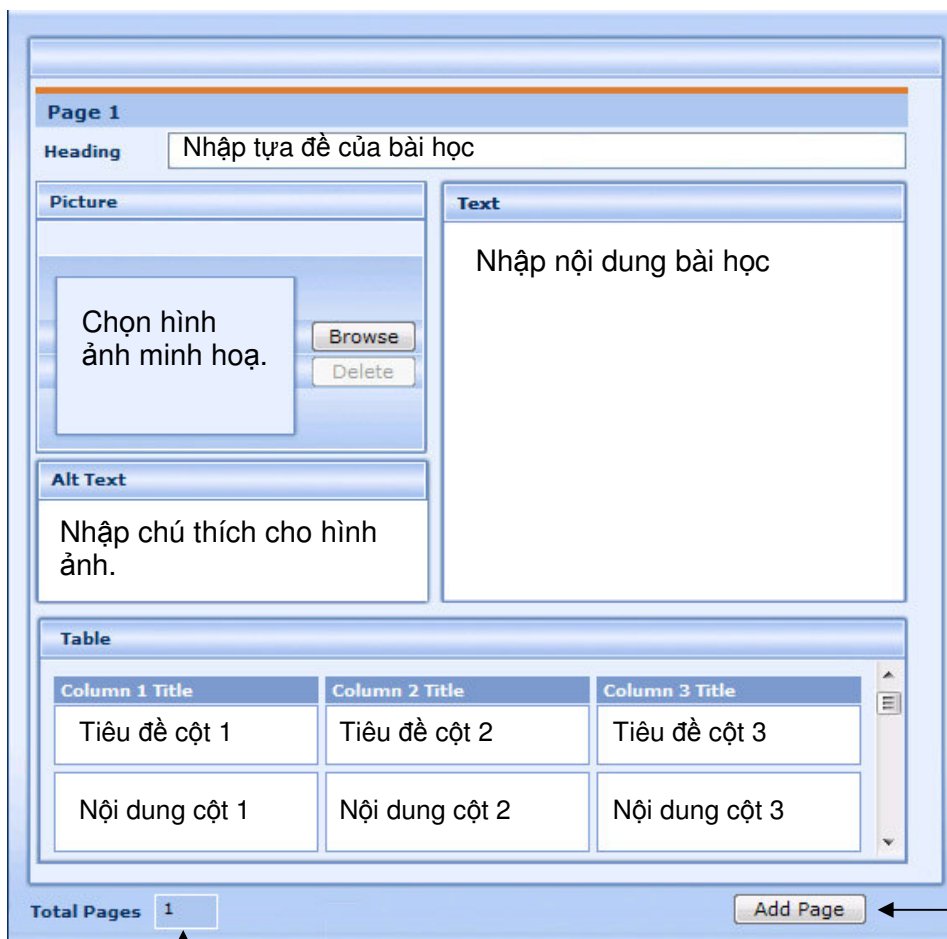 Page 1
Heading
Nhập tựa đề của bài học
Picture
Chọn hình
ảnh minh hoạ.
Browse
Delete
Alt Text
Nhập chú thích cho hình
ảnh.
Text
Nhập nội dung bài học
Table
Column 1 Title Column 2 Title Column 3 Title
Tiêu đề cột 1 Tiêu đề cột 2 Tiêu đề cột 3
Nội dung cột 1 Nội dung cột 2 Nội dung cột 3
Total Pages 1 Add Page